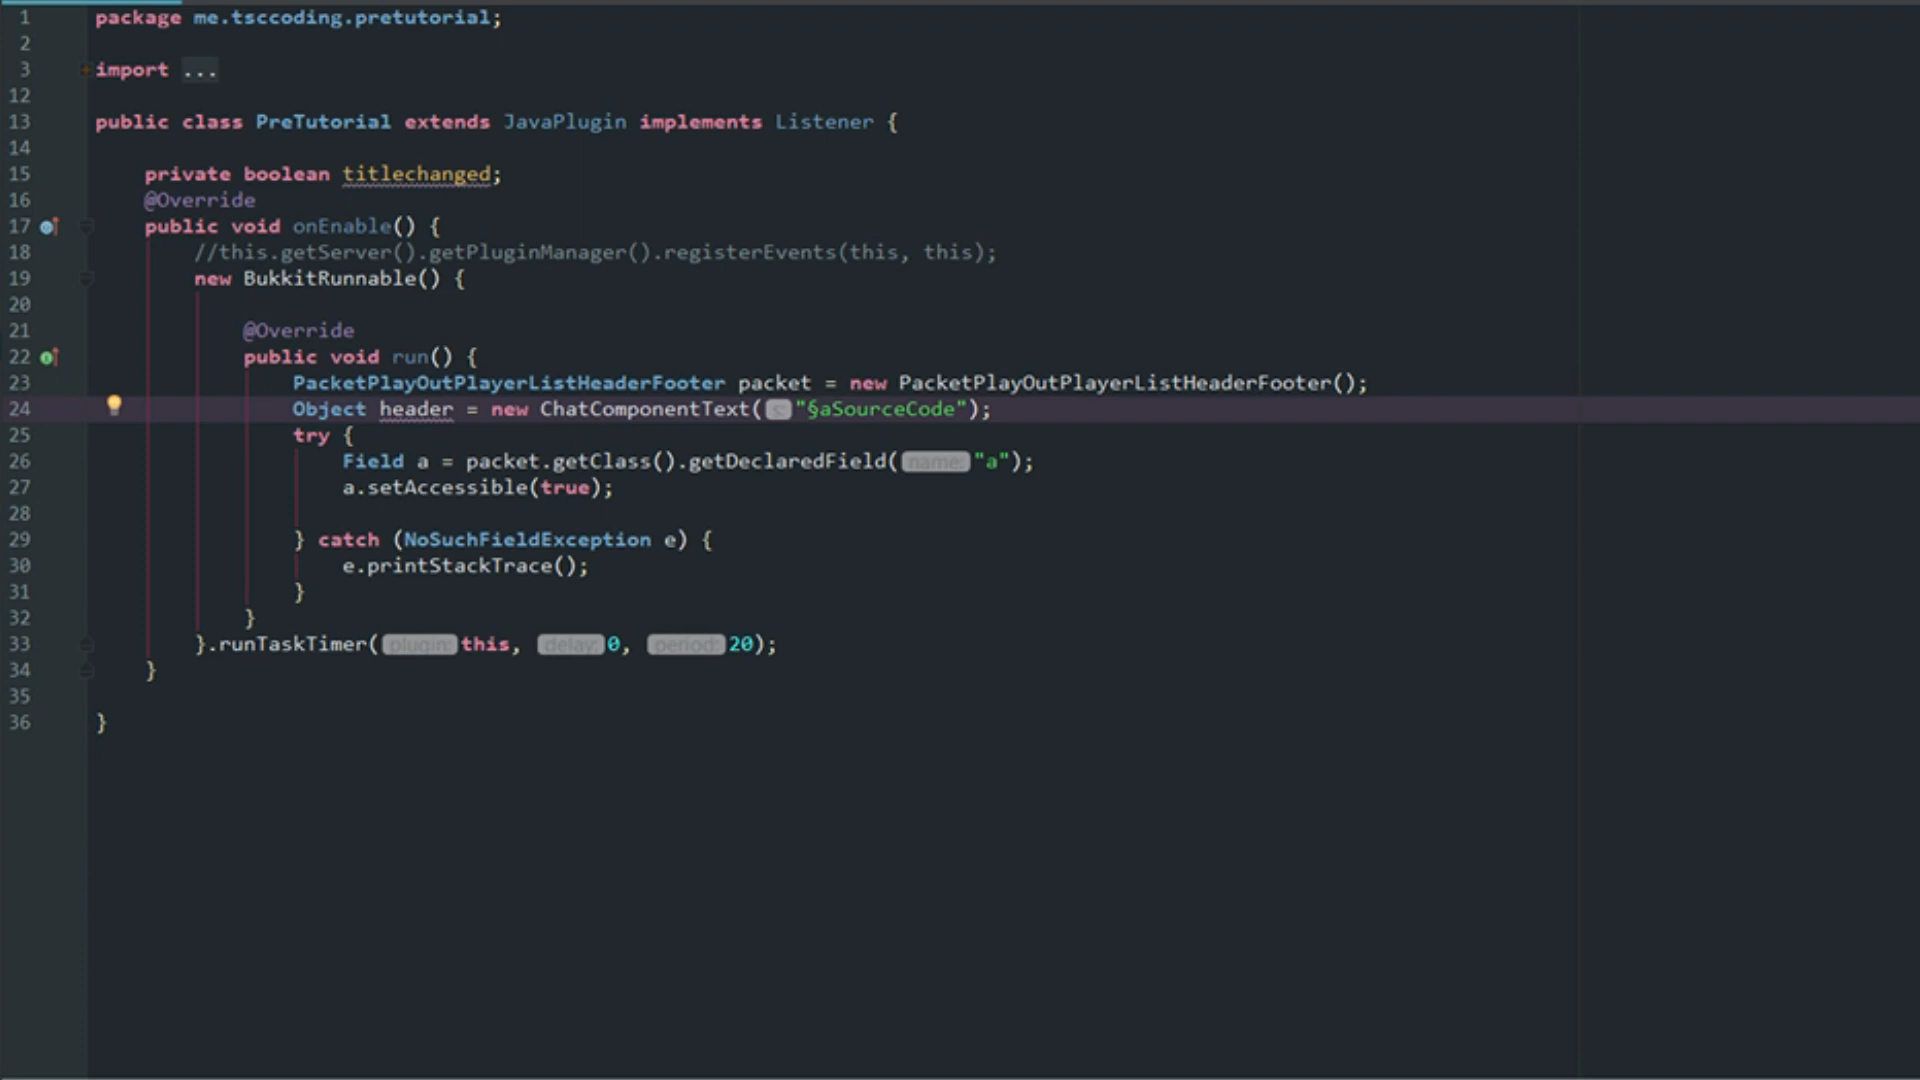 1 package me.tsccoding.pretutorial;
2
3 import ...
12
13 public class PreTutorial extends JavaPlugin implements Listener {
14
15 private boolean titlechanged;
16 @Override
17 public void onEnable() {
18 //this.getServer().getPluginManager().registerEvents(this, this);
19 new BukkitRunnable() {
20
21 @Override
22 public void run() {
23 PacketPlayOutPlayerListHeaderFooter packet = new PacketPlayOutPlayerListHeaderFooter();
24 Object header = new ChatComponentText( s: "§aSourceCode");
25 try {
26 Field a = packet.getClass().getDeclaredField( name: "a");
27 a.setAccessible(true);
28
29 } catch (NoSuchFieldException e) {
30 e.printStackTrace();
31 }
32 }
33 }.runTaskTimer( plugin: this, delay: 0, period: 20);
34 }
35
36 }